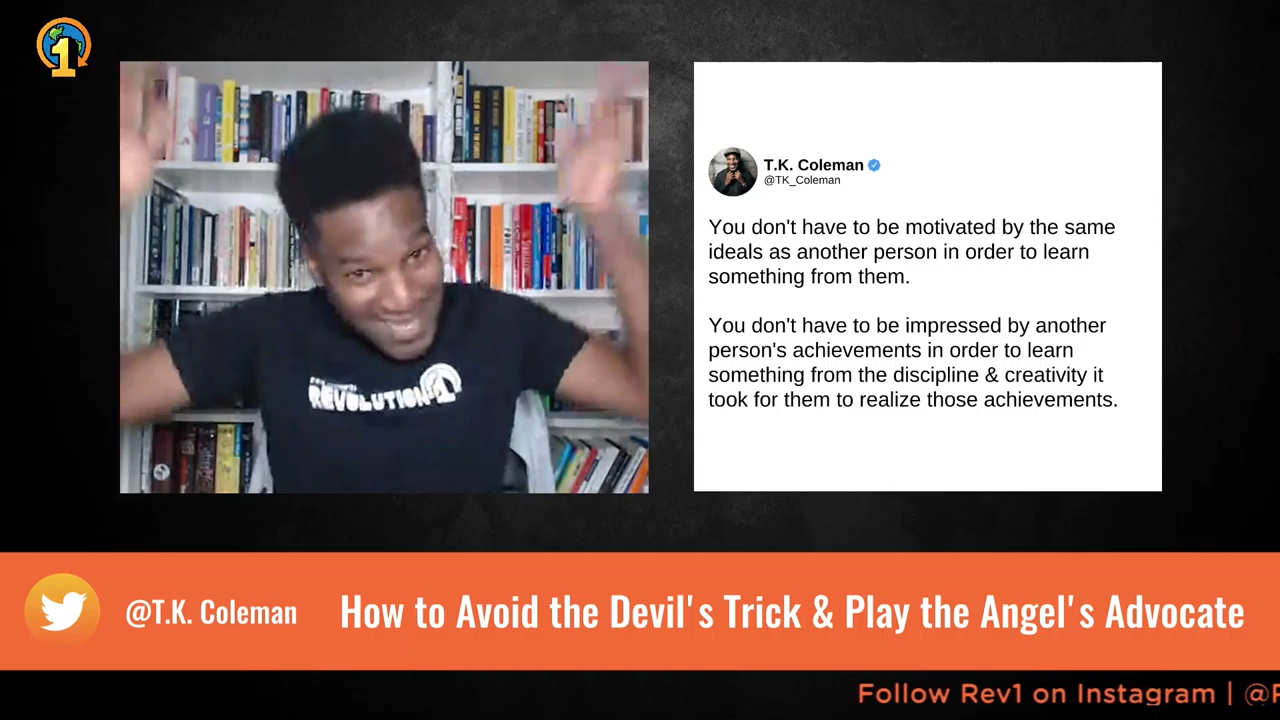 1
REVOLUTION
T.K. Coleman
@TK_Coleman
You don't have to be motivated by the same
ideals as another person in order to learn
something from them.
You don't have to be impressed by another
person's achievements in order to learn
something from the discipline & creativity it
took for them to realize those achievements.
@T.K. Coleman
How to Avoid the Devil's Trick & Play the Angel's Advocate
Follow Rev1 on Instagram | @